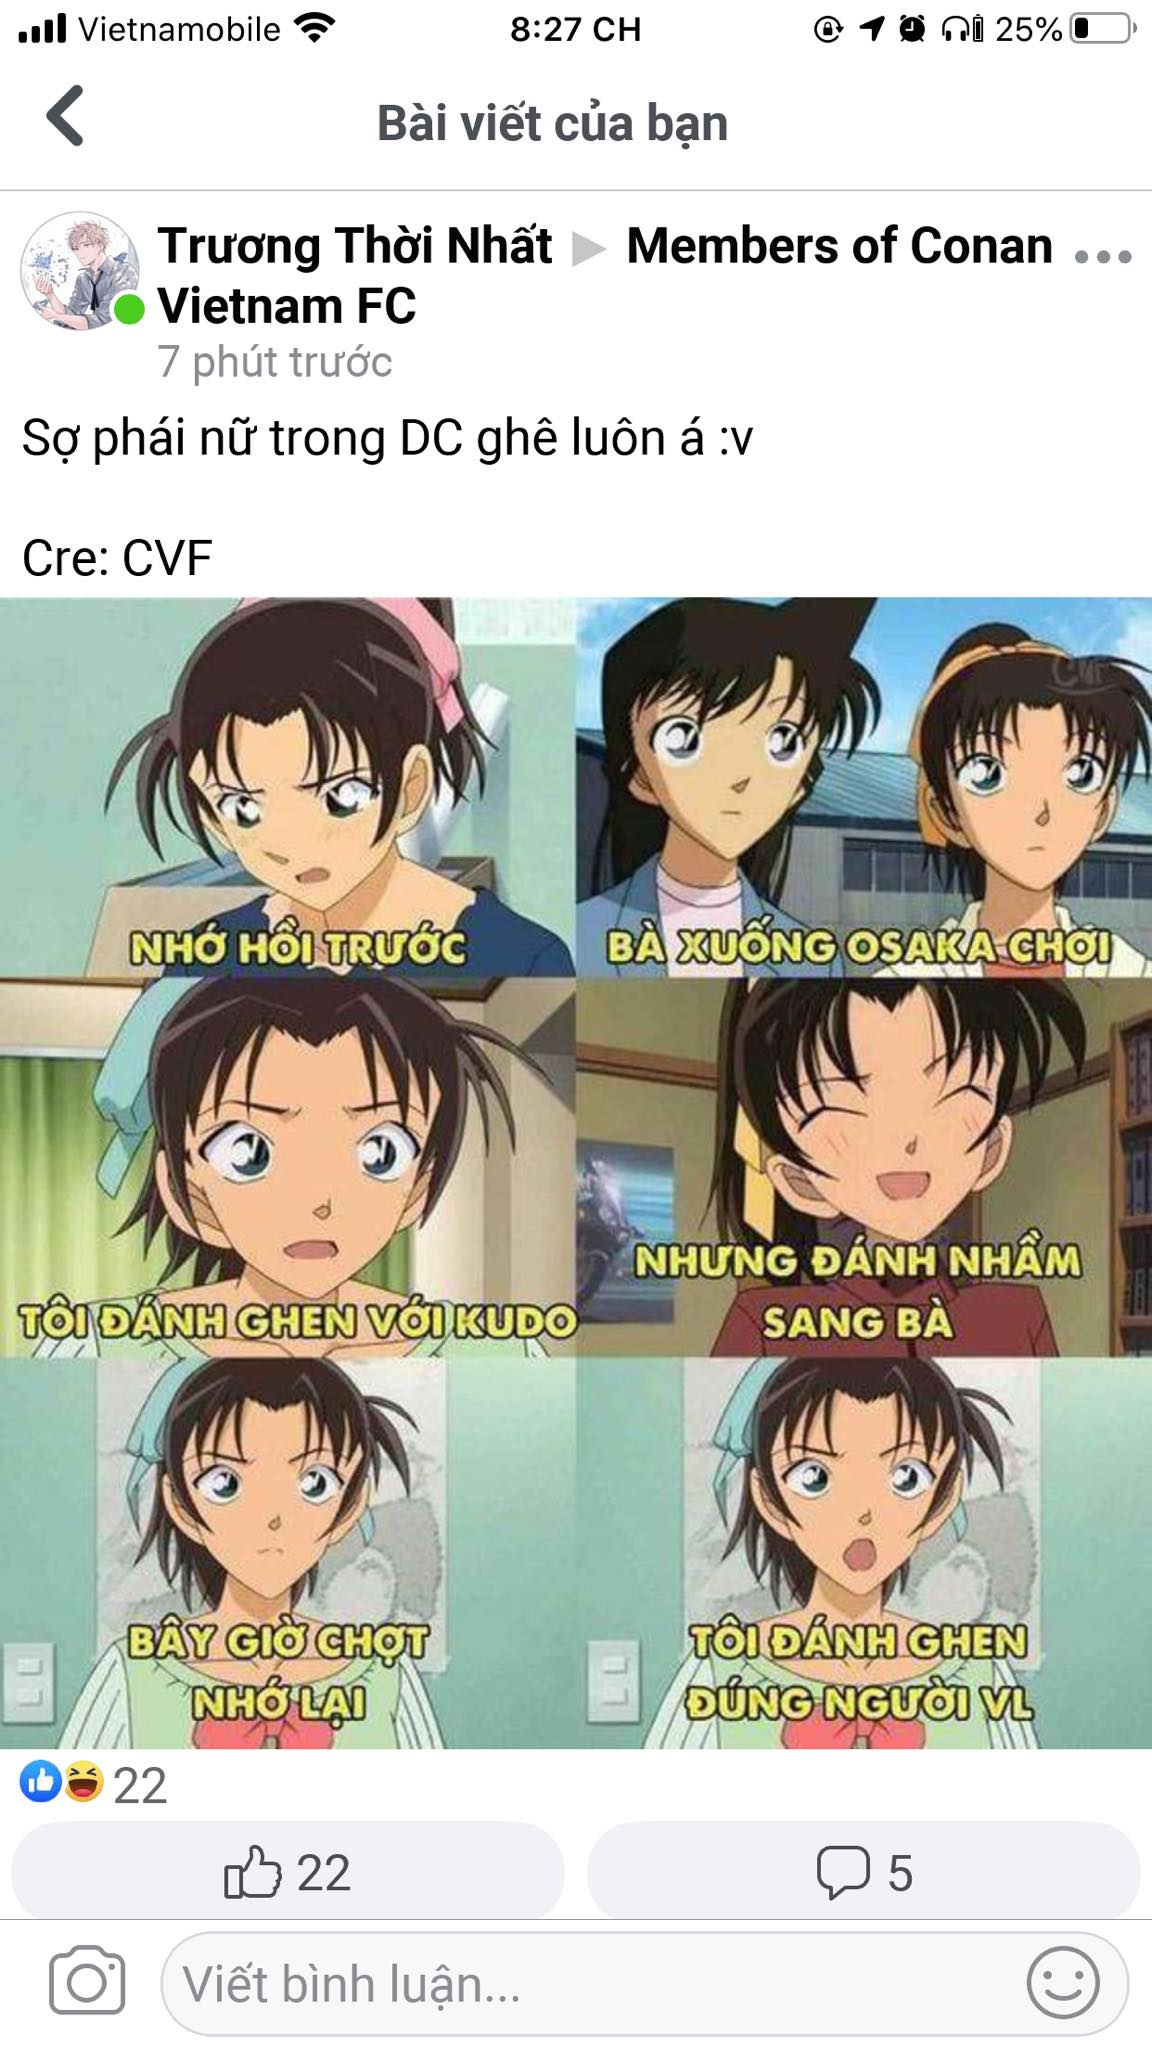 Vietnamobile 8:27 CH 25%
Bài viết của bạn
Trương Thời Nhất ▶ Members of Conan
Vietnam FC
7 phút trước
Sợ phái nữ trong DC ghê luôn á :v
Cre: CVF
CVF
NHỚ HỒI TRƯỚC
BÀ XUỐNG OSAKA CHƠI
TÔI ĐÁNH GHEN VỚI KUDO
NHƯNG ĐÁNH NHẦM
SANG BÀ
BÂY GIỜ CHỢT
NHỚ LẠI
TÔI ĐÁNH GHEN
ĐÚNG NGƯỜI VL
22
22
5
Viết bình luận...